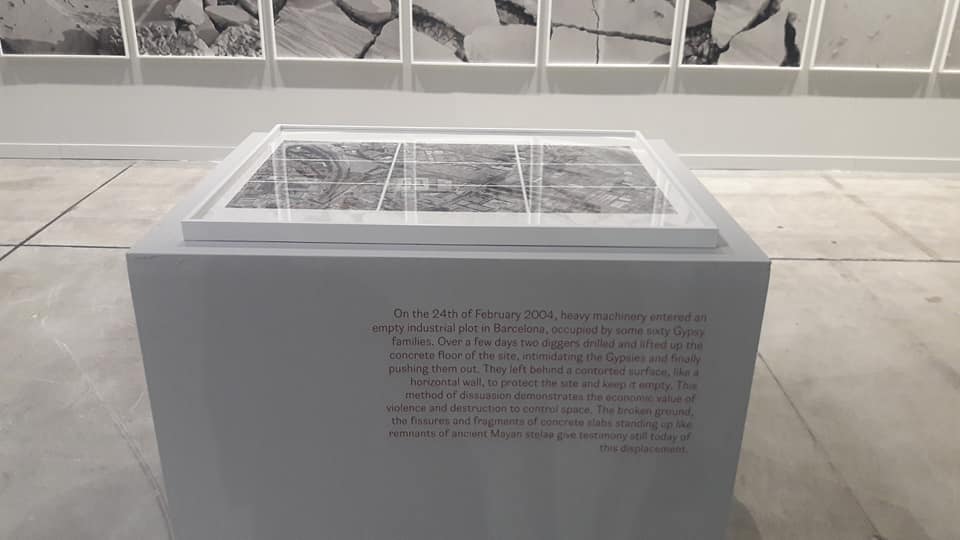 On the 24th of February 2004, heavy machinery entered an
empty industrial plot in Barcelona, occupied by some sixty Gypsy
families. Over a few days two diggers drilled and lifted up the
concrete floor of the site, intimidating the Gypsies and finally
pushing them out. They left behind a contorted surface, like a
horizontal wall, to protect the site and keep it empty. This
method of dissuasion demonstrates the economic value of
violence and destruction to control space. The broken ground,
the fissures and fragments of concrete slabs standing up like
remnants of ancient Mayan stelae give testimony still today of
this displacement.